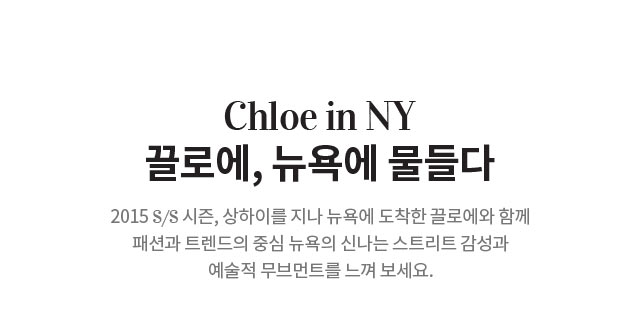 Chloe in NY
끌로에, 뉴욕에 물들다
2015 S/S 시즌, 상하이를 지나 뉴욕에 도착한 끌로에와 함께
패션과 트렌드의 중심 뉴욕의 신나는 스트리트 감성과
예술적 무브먼트를 느껴 보세요.